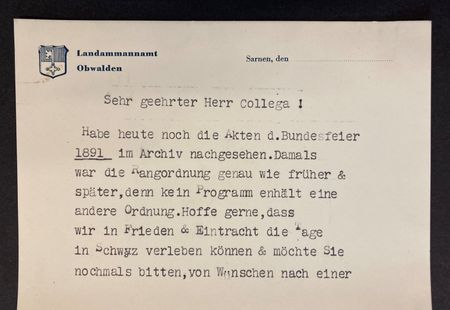 Landammannamt
Obwalden
Sarnen, den
Sehr geehrter Herr Collega !
Habe heute noch die Akten d.Bundesfeier
1891 im Archiv nachgesehen.Damals
war die Rangordnung genau wie früher &
später,denn kein Programm enhält eine
andere Ordnung.Hoffe gerne,dass
wir in Frieden & Eintracht die Tage
in Schwyz verleben können & möchte Sie
nochmals bitten,von Wunschen nach einer